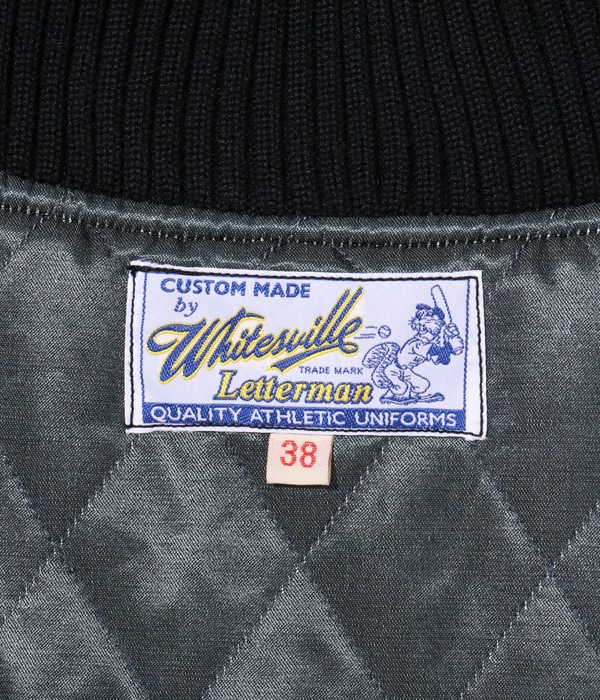 CUSTOM MADE
by
Whitesville
TRADE MARK
Letterman
QUALITY ATHLETIC UNIFORMS
38